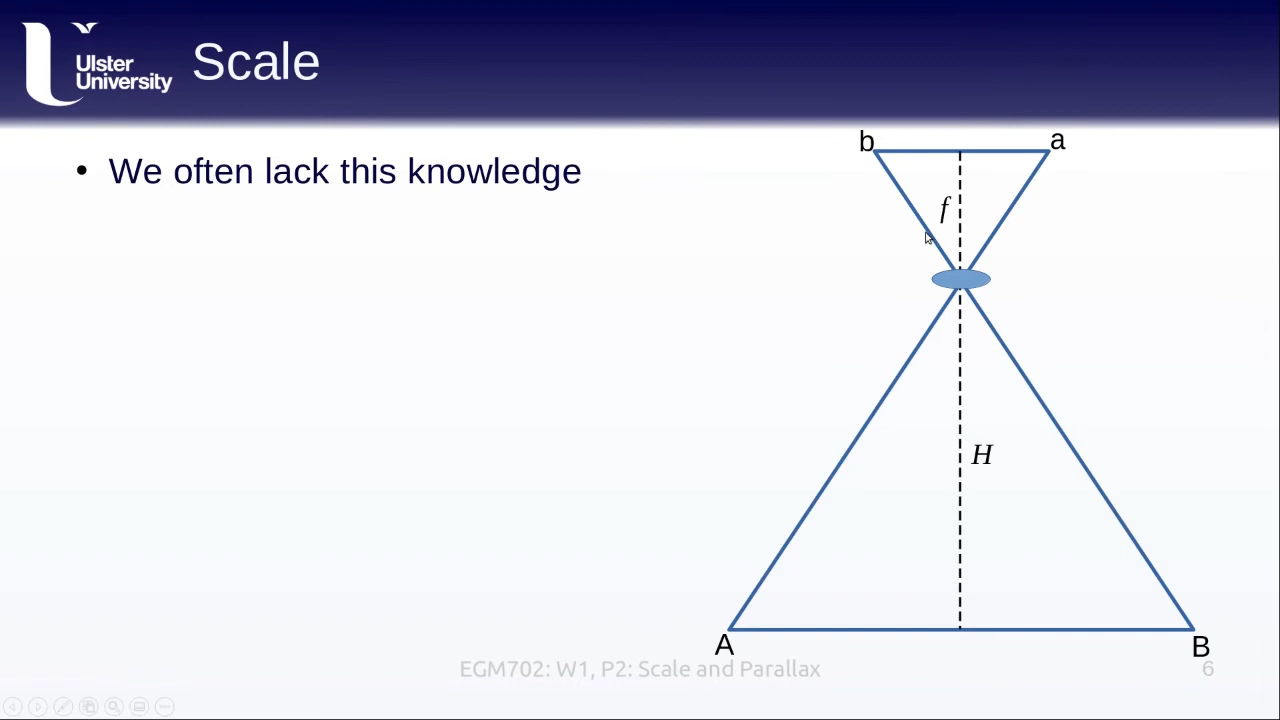 Ulster
University
Scale
• We often lack this knowledge
b
a
f
H
A
B
EGM702: W1, P2: Scale and Parallax
6